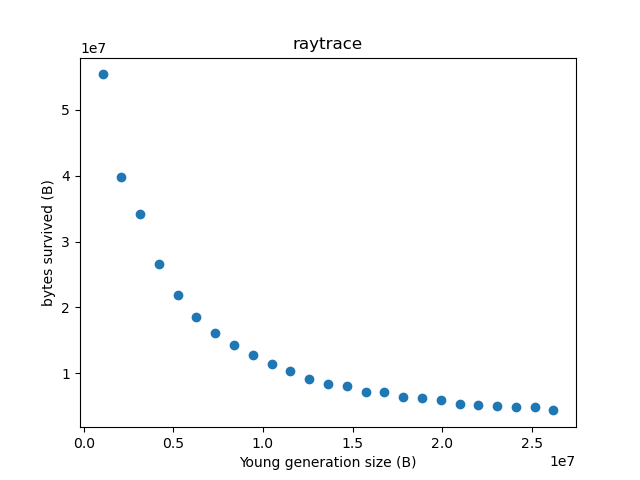 raytrace
1e7
5
4
3
2
1
bytes survived (B)
0.0 0.5 1.0 1.5 2.0 2.5
1e7
Young generation size (B)